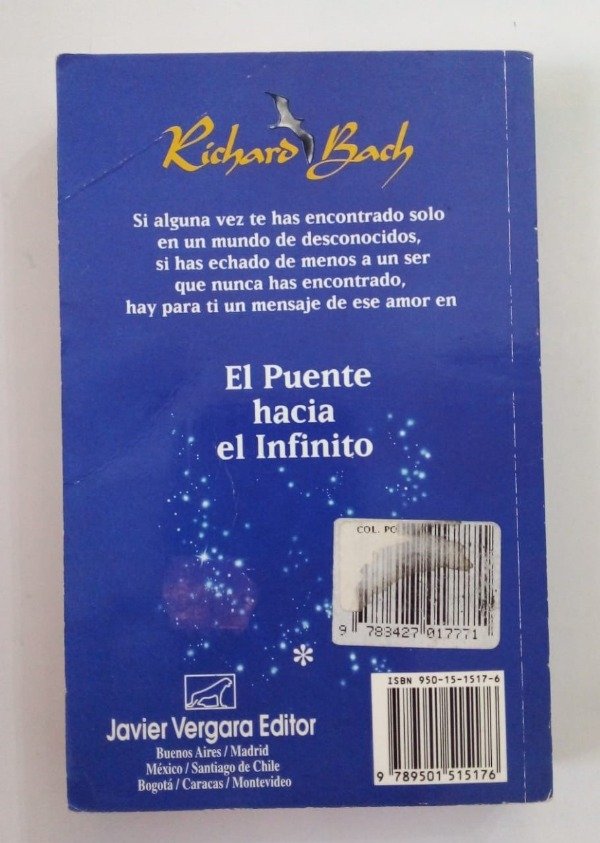 Richard Bach
Si alguna vez te has encontrado solo
en un mundo de desconocidos,
si has echado de menos a un ser
que nunca has encontrado,
hay para ti un mensaje de ese amor en
El Puente
hacia
el Infinito
COL.
9 783427 017771
*
ISBN 950-15-1517-6
Javier Vergara Editor
Buenos Aires / Madrid
México / Santiago de Chile
Bogotá / Caracas / Montevideo
9 789501 515176